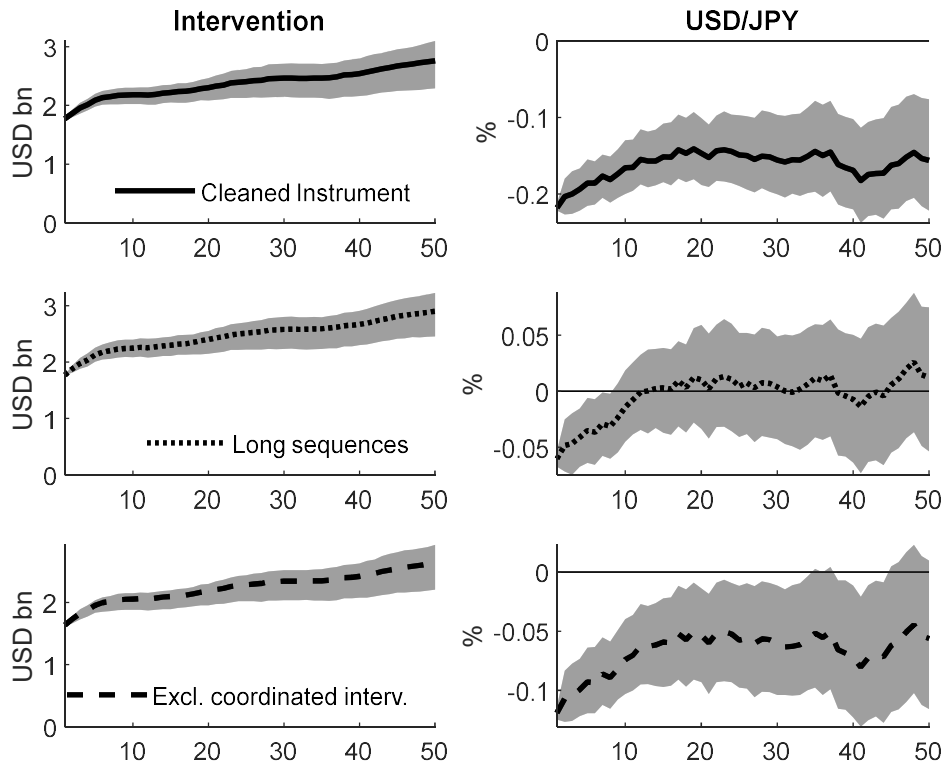 Intervention
USD/JPY
3
2
1
0
USD bn
Cleaned Instrument
10 20 30 40 50
0
-0.1
-0.2
%
10 20 30 40 50
3
2
1
0
USD bn
Long sequences
10 20 30 40 50
0.05
0
-0.05
%
10 20 30 40 50
2
1
0
USD bn
Excl. coordinated interv.
10 20 30 40 50
0
-0.05
-0.1
%
10 20 30 40 50